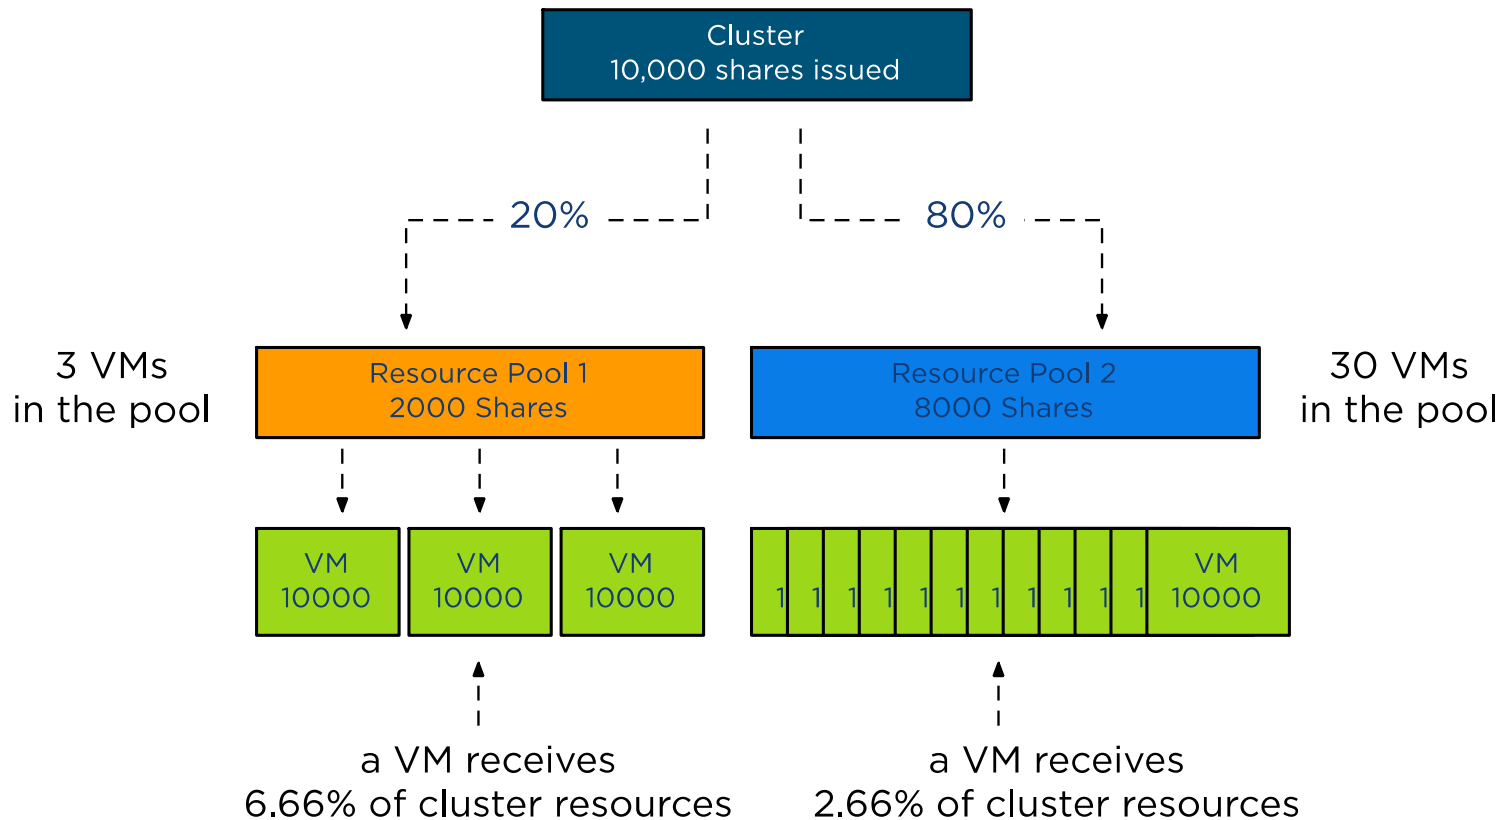 Cluster
10,000 shares issued
20%
80%
3 VMs
in the pool
Resource Pool 1
2000 Shares
Resource Pool 2
8000 Shares
30 VMs
in the pool
VM
10000
VM
10000
VM
10000
1
1
1
1
1
1
1
1
1
1
1
VM
10000
a VM receives
6.66% of cluster resources
a VM receives
2.66% of cluster resources